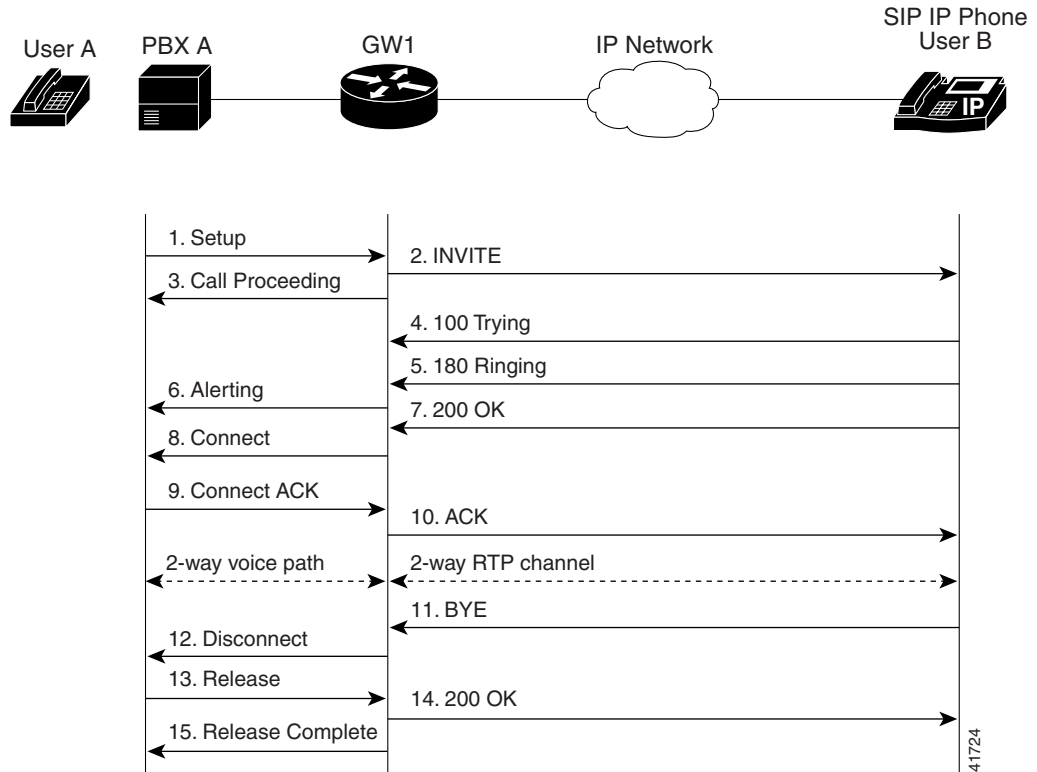 User A
PBX A
GW1
IP Network
SIP IP Phone
User B
IP
1. Setup
2. INVITE
3. Call Proceeding
4. 100 Trying
5. 180 Ringing
6. Alerting
7. 200 OK
8. Connect
9. Connect ACK
10. ACK
2-way voice path
2-way RTP channel
11. BYE
12. Disconnect
13. Release
14. 200 OK
15. Release Complete
41724